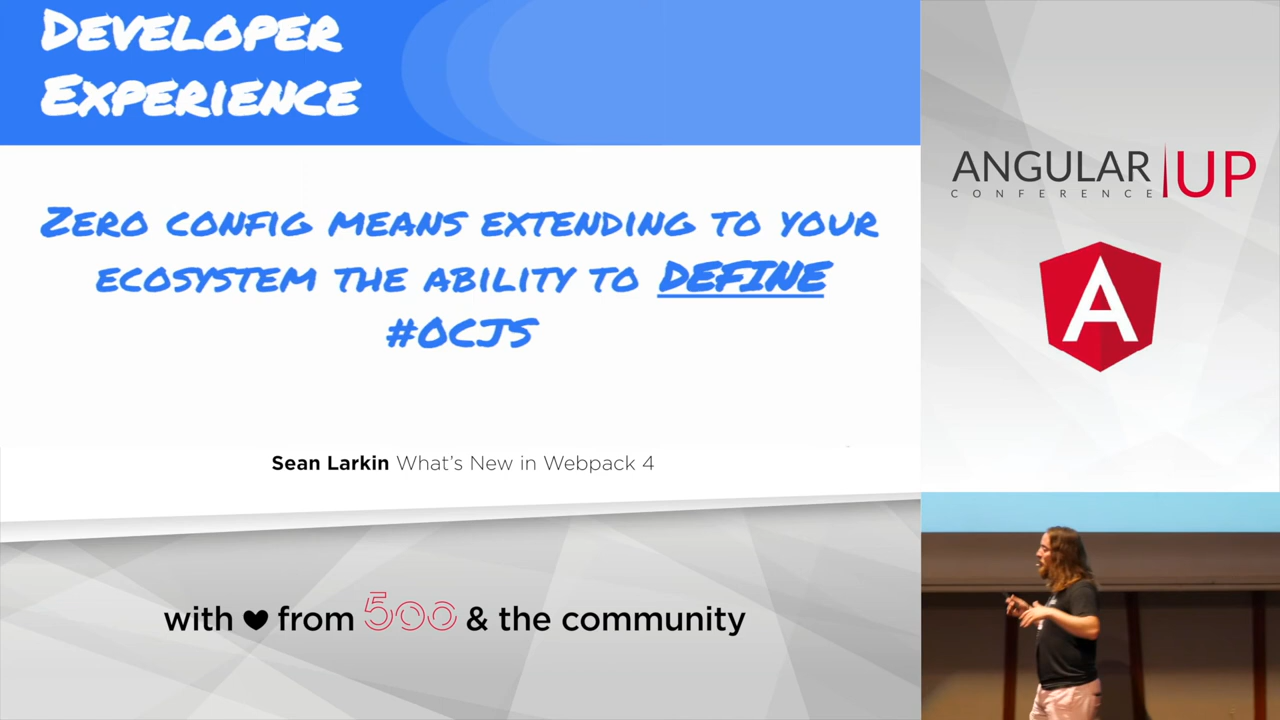 DEVELOPER
EXPERIENCE
ZERO CONFIG MEANS EXTENDING TO YOUR
ECOSYSTEM THE ABILITY TO DEFINE
#0CJS
Sean Larkin What's New in Webpack 4
with ♥ from 500 & the community
ANGULAR UP
CONFERENCE
A